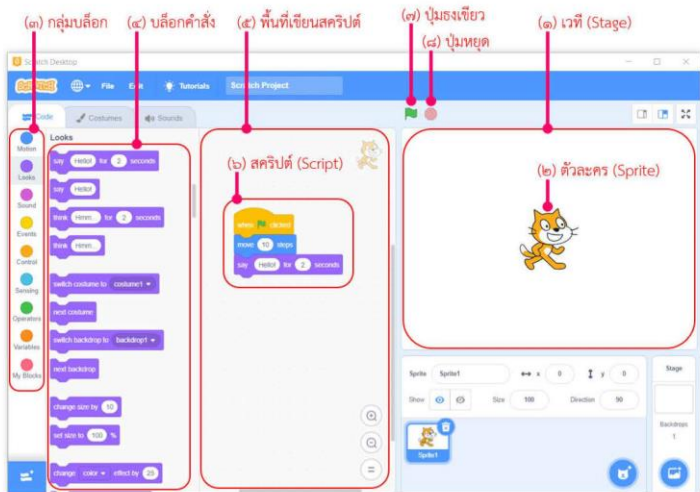 (๓) กลุ่มบล็อก (๔) บล็อกคำสั่ง (๕) พื้นที่เขียนสคริปต์ (๗) ปุ่มธงเขียว (๑) เวที (Stage)
(๘) ปุ่มหยุด
Scratch Desktop
SCRATCH File Edit Tutorials Scratch Project
Code Costumes Sounds
Motion
Looks
Sound
Events
Control
Sensing
Operators
Variables
My Blocks
Looks
say Hello! for 2 seconds
say Hello!
think Hmm... for 2 seconds
think Hmm...
switch costume to costume1
next costume
switch backdrop to backdrop1
next backdrop
change size by 10
set size to 100 %
change color effect by 25
(๖) สคริปต์ (Script)
when clicked
move 10 steps
say Hello! for 2 seconds
(๒) ตัวละคร (Sprite)
Sprite Sprite1 x 0 y 0
Show Size 100 Direction 90
Sprite1
Stage
Backdrops
1